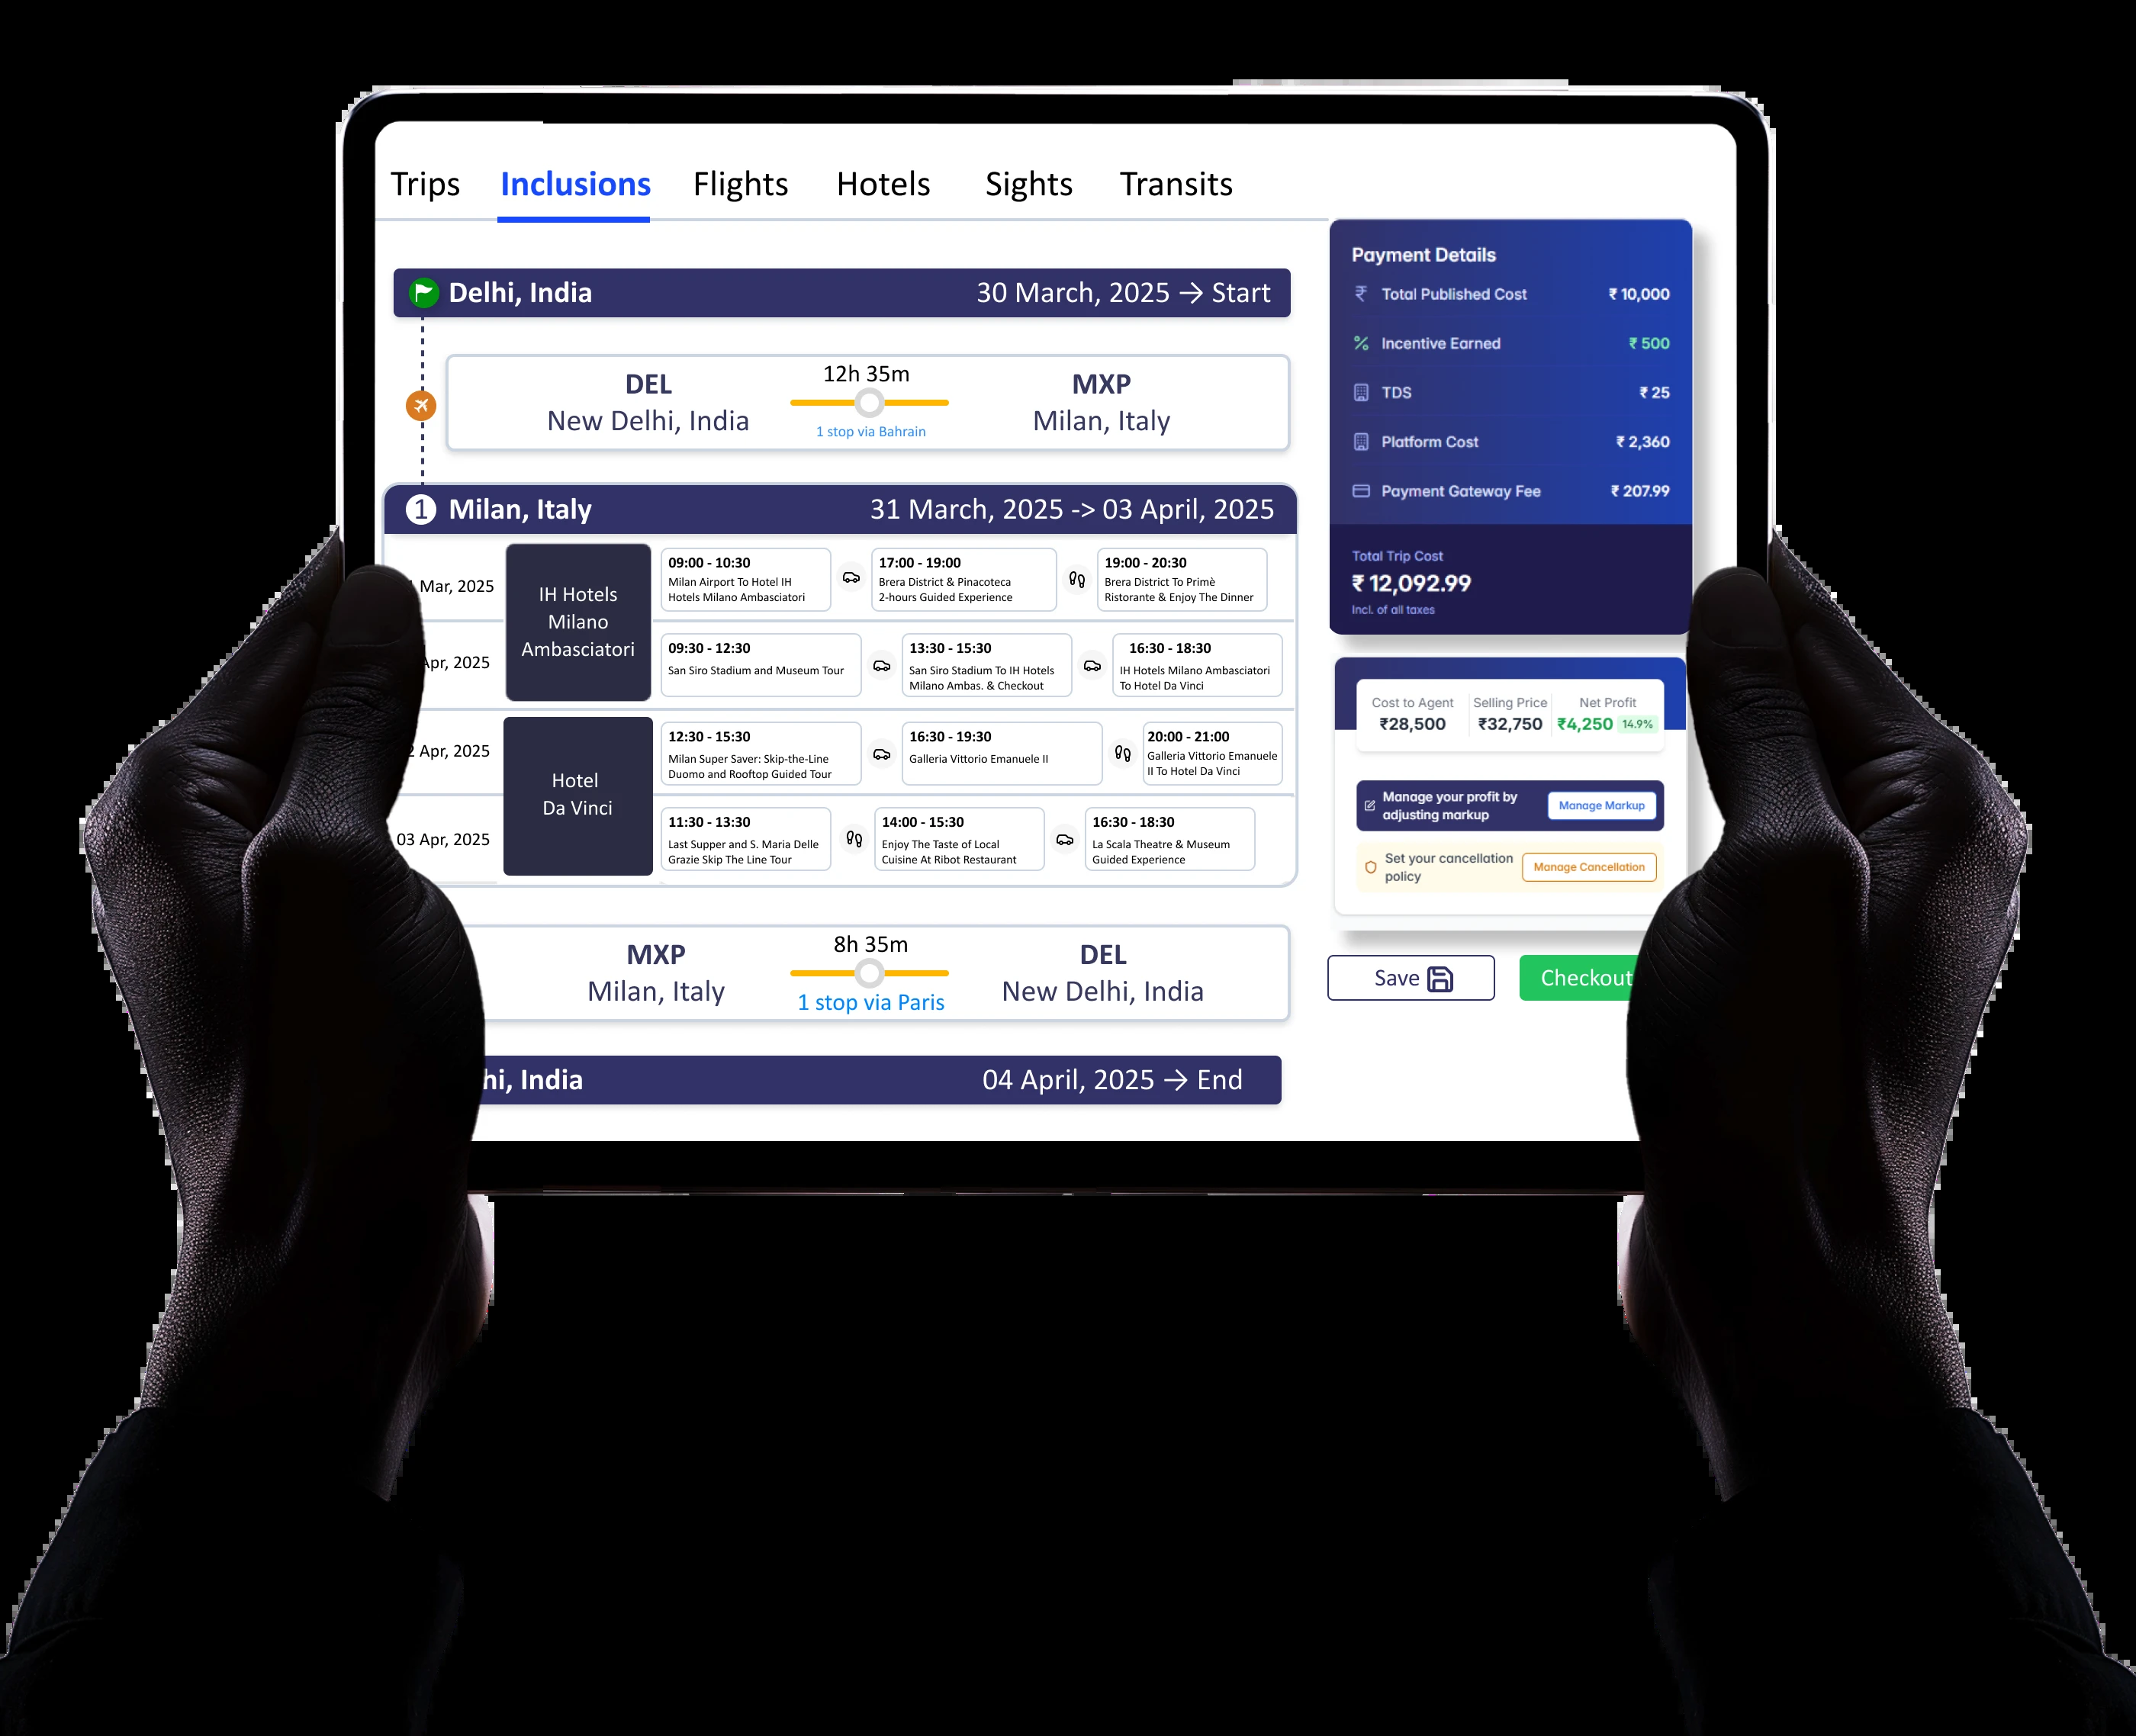 Trips Inclusions Flights Hotels Sights Transits
Delhi, India 30 March, 2025 → Start
DEL 12h 35m MXP
New Delhi, India Milan, Italy
1 stop via Bahrain
1 Milan, Italy 31 March, 2025 -> 03 April, 2025
Mar, 2025
IH Hotels
Milano
Ambasciatori
09:00 - 10:30
Milan Airport To Hotel IH
Hotels Milano Ambasciatori
17:00 - 19:00
Brera District & Pinacoteca
2-hours Guided Experience
19:00 - 20:30
Brera District To Primè
Ristorante & Enjoy The Dinner
Apr, 2025
09:30 - 12:30
San Siro Stadium and Museum Tour
13:30 - 15:30
San Siro Stadium To IH Hotels
Milano Ambas. & Checkout
16:30 - 18:30
IH Hotels Milano Ambasciatori
To Hotel Da Vinci
2 Apr, 2025
Hotel
Da Vinci
12:30 - 15:30
Milan Super Saver: Skip-the-Line
Duomo and Rooftop Guided Tour
16:30 - 19:30
Galleria Vittorio Emanuele II
20:00 - 21:00
Galleria Vittorio Emanuele
II To Hotel Da Vinci
03 Apr, 2025
11:30 - 13:30
Last Supper and S. Maria Delle
Grazie Skip The Line Tour
14:00 - 15:30
Enjoy The Taste of Local
Cuisine At Ribot Restaurant
16:30 - 18:30
La Scala Theatre & Museum
Guided Experience
MXP 8h 35m DEL
Milan, Italy New Delhi, India
1 stop via Paris
hi, India 04 April, 2025 → End
Payment Details
₹ Total Published Cost ₹ 10,000
% Incentive Earned ₹ 500
TDS ₹ 25
Platform Cost ₹ 2,360
Payment Gateway Fee ₹ 207.99
Total Trip Cost
₹ 12,092.99
Incl. of all taxes
Cost to Agent Selling Price Net Profit
₹28,500 ₹32,750 ₹4,250 14.9%
Manage your profit by
adjusting markup
Manage Markup
Set your cancellation
policy
Manage Cancellation
Save Checkout